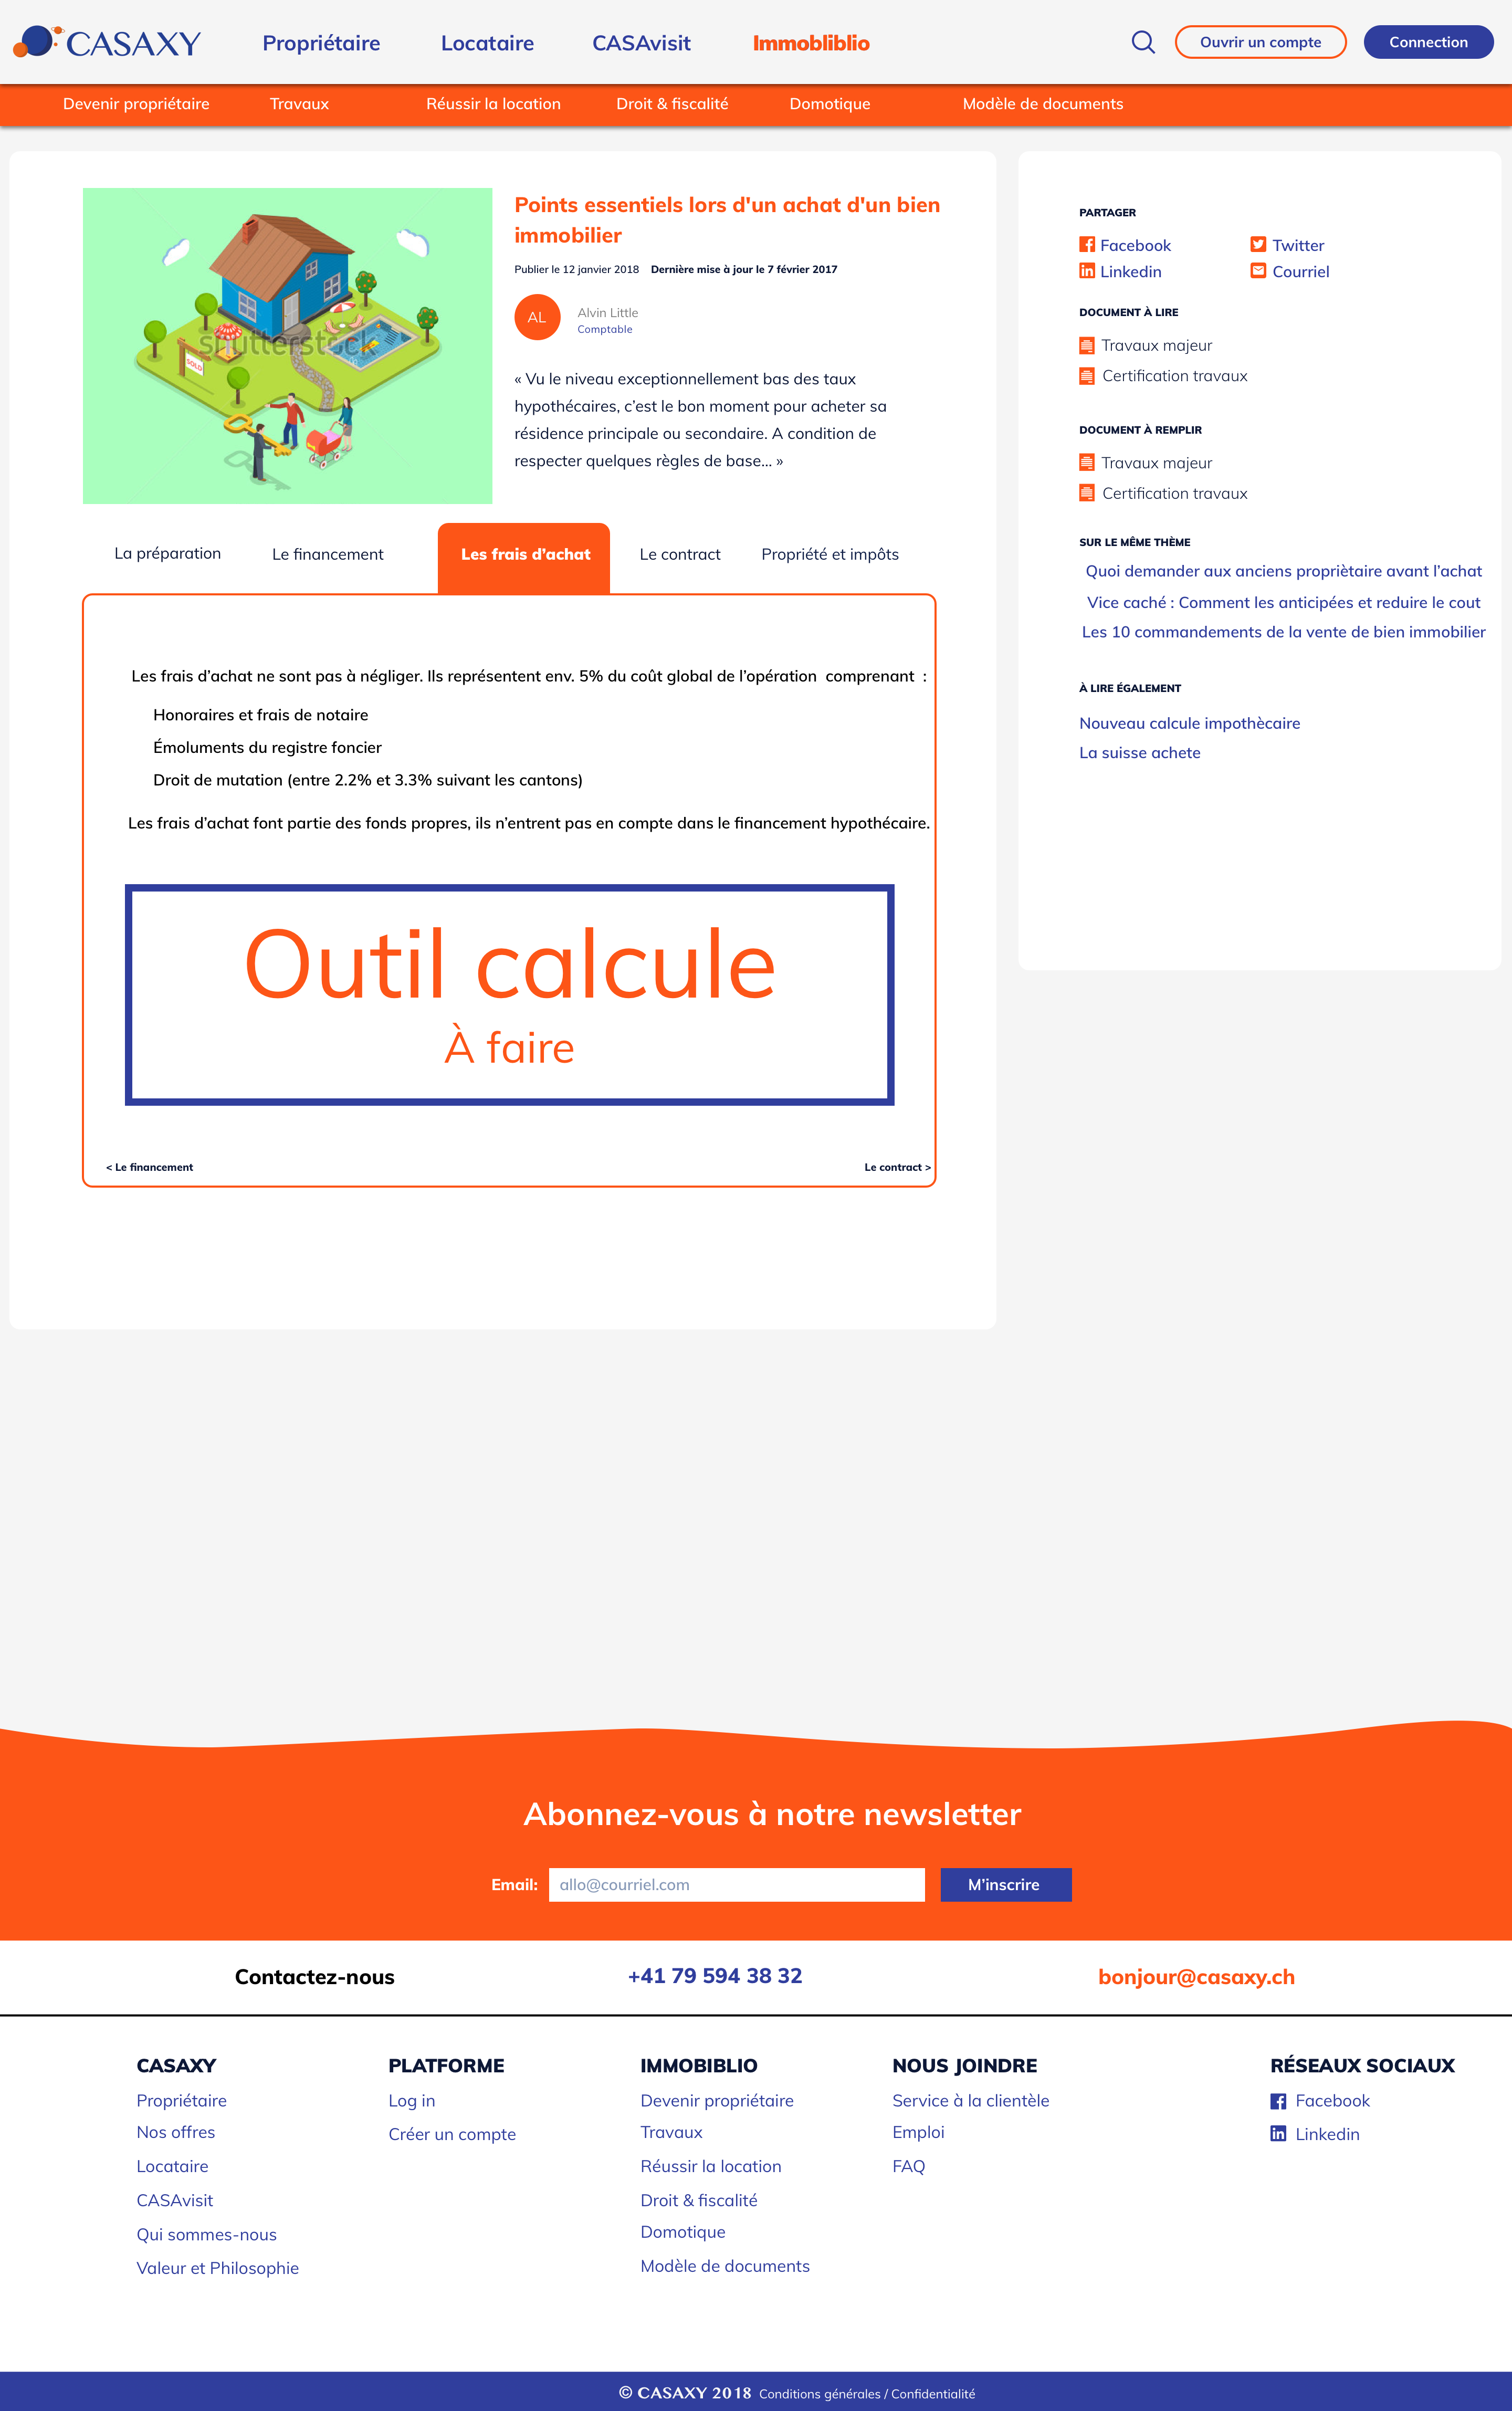 CASAXY
Propriétaire
Locataire
CASAvisit
Immobliblio
Ouvrir un compte
Connection
Devenir propriétaire
Travaux
Réussir la location
Droit & fiscalité
Domotique
Modèle de documents
shutterstock
SOLD
Points essentiels lors d'un achat d'un bien
immobilier
Publier le 12 janvier 2018 Dernière mise à jour le 7 février 2017
AL
Alvin Little
Comptable
« Vu le niveau exceptionnellement bas des taux
hypothécaires, c’est le bon moment pour acheter sa
résidence principale ou secondaire. A condition de
respecter quelques règles de base... »
La préparation
Le financement
Les frais d’achat
Le contract
Propriété et impôts
Les frais d’achat ne sont pas à négliger. Ils représentent env. 5% du coût global de l’opération comprenant :
Honoraires et frais de notaire
Émoluments du registre foncier
Droit de mutation (entre 2.2% et 3.3% suivant les cantons)
Les frais d’achat font partie des fonds propres, ils n’entrent pas en compte dans le financement hypothécaire.
Outil calcule
À faire
< Le financement
Le contract >
PARTAGER
Facebook
Twitter
Linkedin
Courriel
DOCUMENT À LIRE
Travaux majeur
Certification travaux
DOCUMENT À REMPLIR
Travaux majeur
Certification travaux
SUR LE MÊME THÈME
Quoi demander aux anciens propriètaire avant l’achat
Vice caché : Comment les anticipées et reduire le cout
Les 10 commandements de la vente de bien immobilier
À LIRE ÉGALEMENT
Nouveau calcule impothècaire
La suisse achete
Abonnez-vous à notre newsletter
Email:
allo@courriel.com
M’inscrire
Contactez-nous
+41 79 594 38 32
bonjour@casaxy.ch
CASAXY
Propriétaire
Nos offres
Locataire
CASAvisit
Qui sommes-nous
Valeur et Philosophie
PLATFORME
Log in
Créer un compte
IMMOBIBLIO
Devenir propriétaire
Travaux
Réussir la location
Droit & fiscalité
Domotique
Modèle de documents
NOUS JOINDRE
Service à la clientèle
Emploi
FAQ
RÉSEAUX SOCIAUX
Facebook
Linkedin
© CASAXY 2018 Conditions générales / Confidentialité